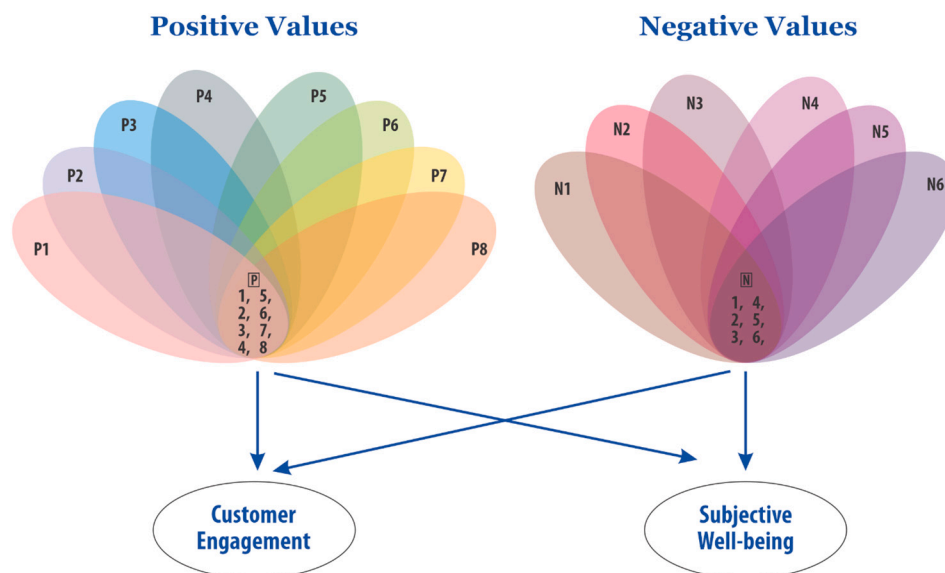 Positive Values
Negative Values
P1
P2
P3
P4
P5
P6
P7
P8
P
1, 5,
2, 6,
3, 7,
4, 8
N1
N2
N3
N4
N5
N6
N
1, 4,
2, 5,
3, 6,
Customer
Engagement
Subjective
Well-being